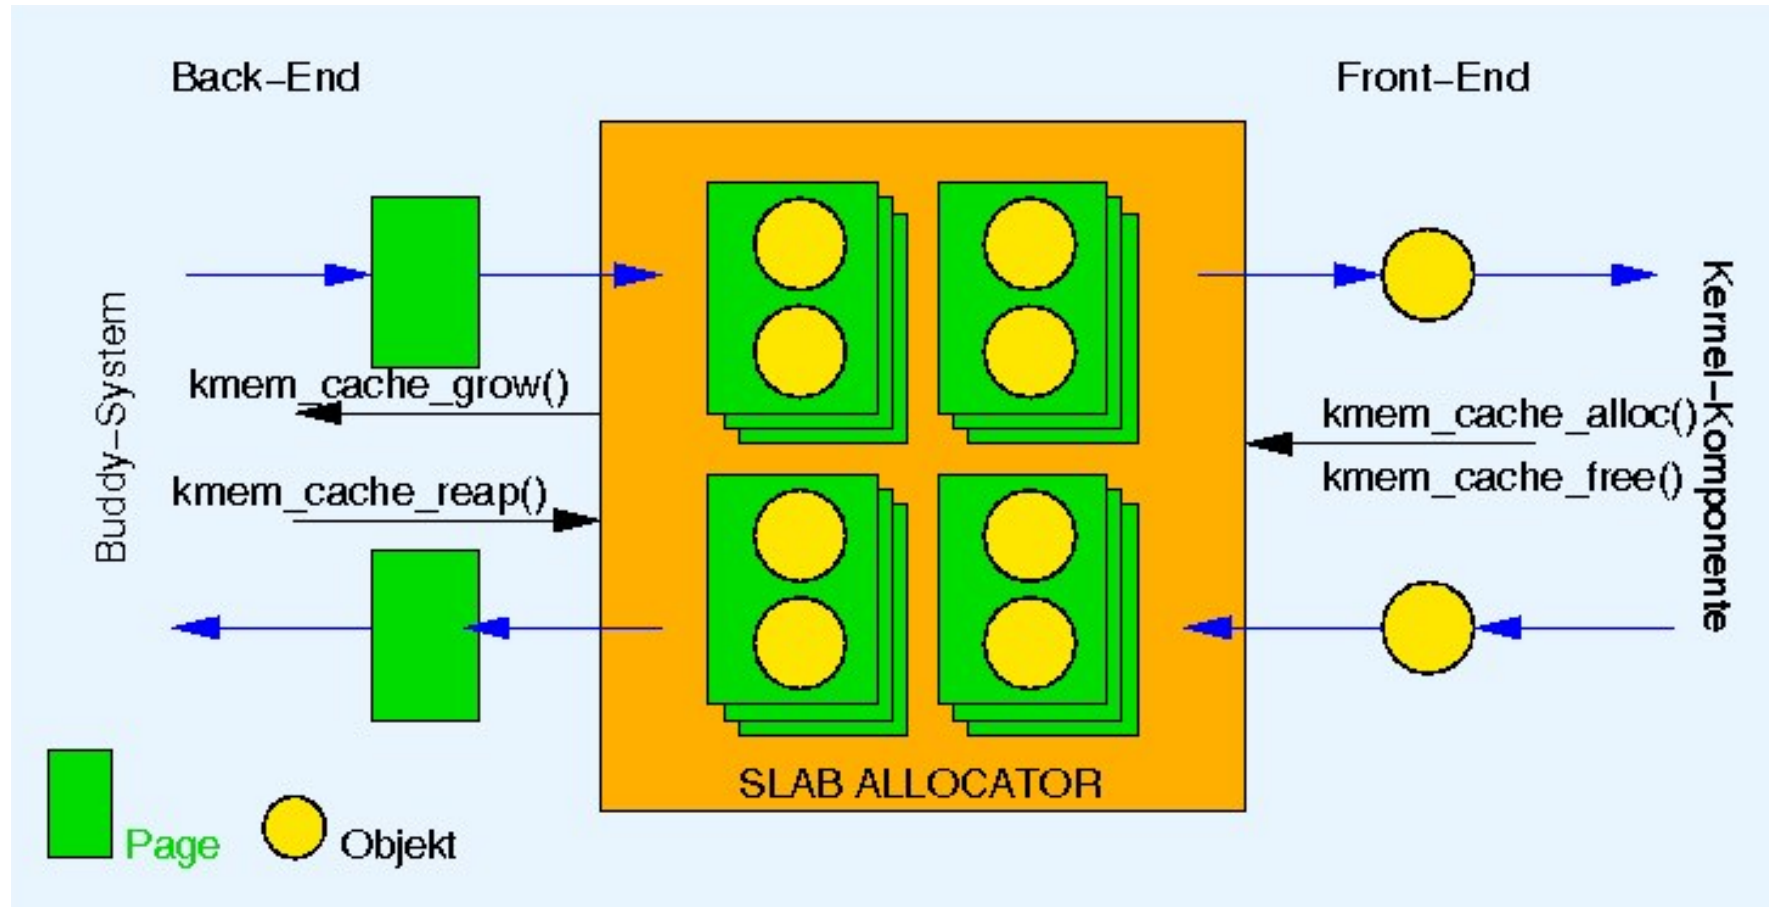 Back–End
Front–End
Buddy–System
kmem_cache_grow()
kmem_cache_reap()
kmem_cache_alloc()
kmem_cache_free()
Kernel–Komponente
SLAB ALLOCATOR
Page
Objekt